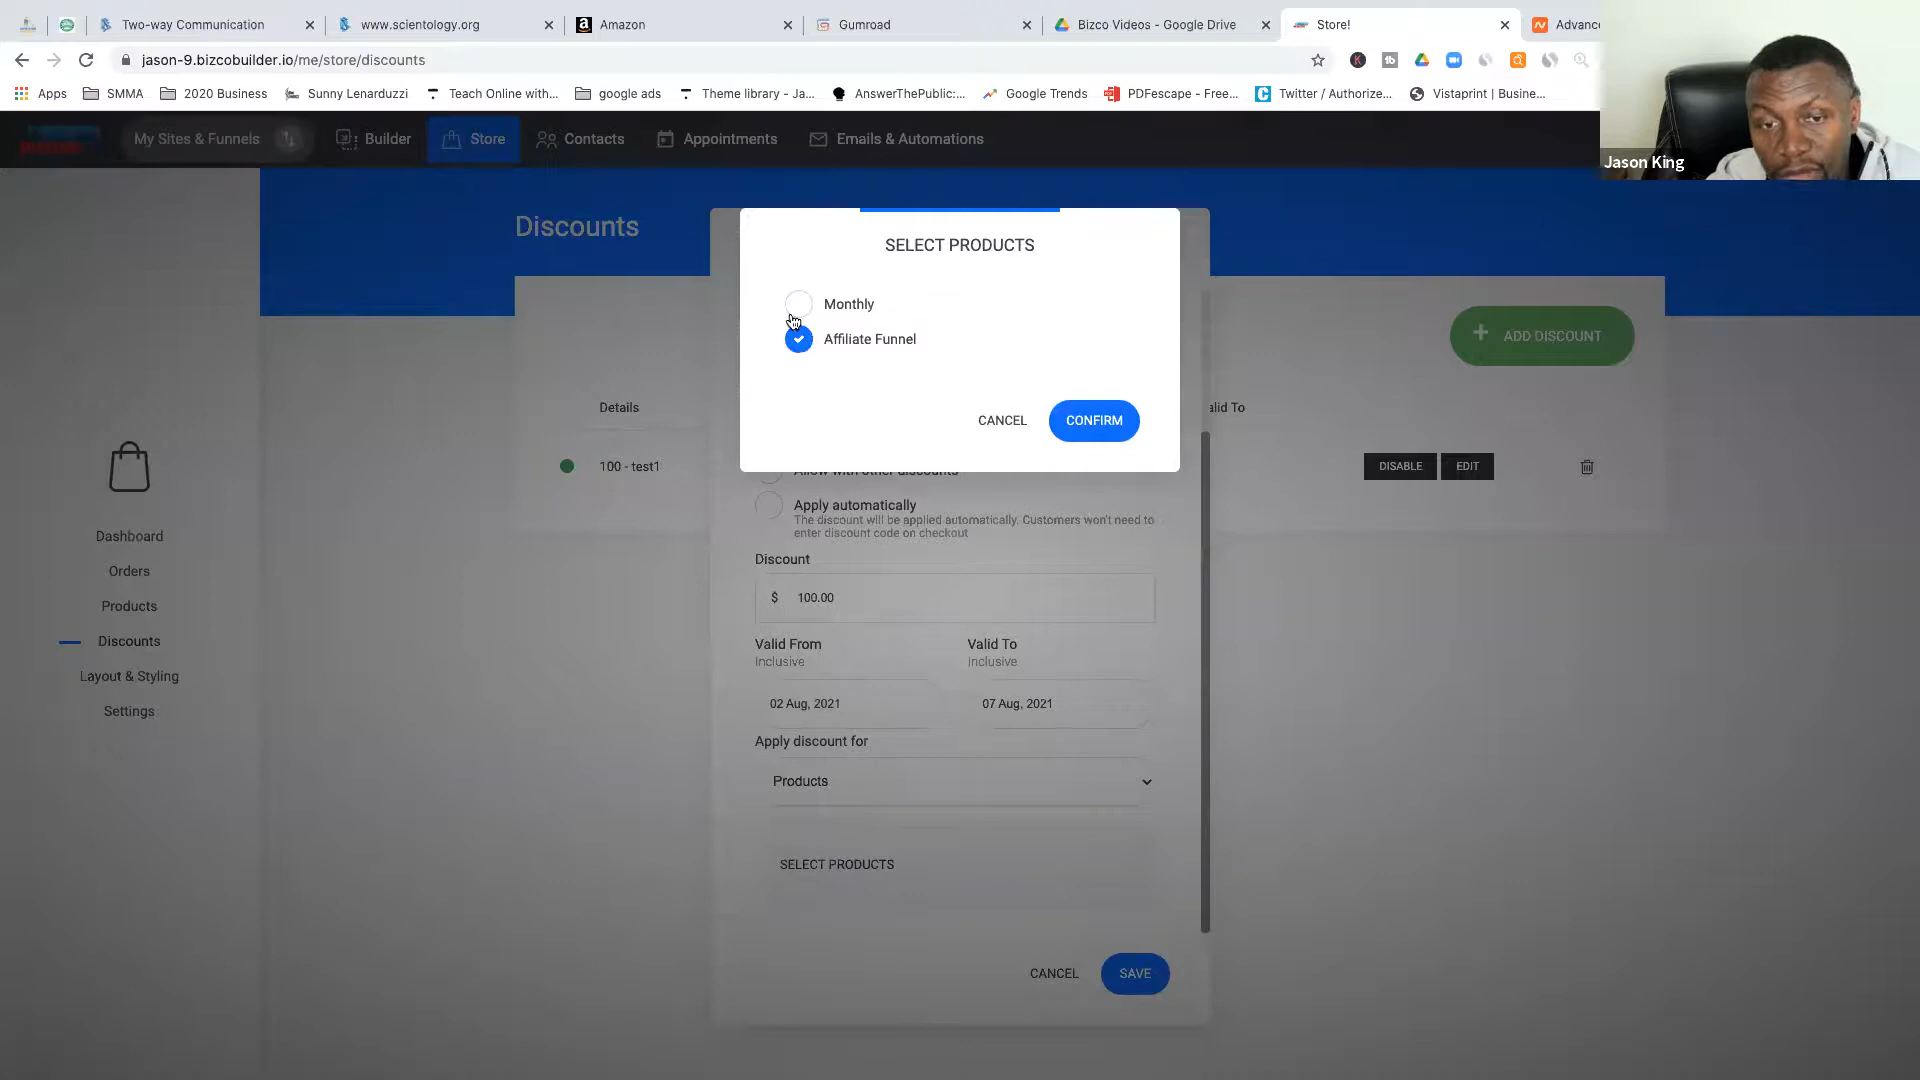 Two-way Communication
www.scientology.org
Amazon
Gumroad
Bizco Videos - Google Drive
Store!
Advanc
jason-9.bizcobuilder.io/me/store/discounts
Apps
SMMA
2020 Business
Sunny Lenarduzzi
Teach Online with...
google ads
Theme library - Ja...
AnswerThePublic:...
Google Trends
PDFescape - Free...
Twitter / Authorize...
Vistaprint | Busine...
My Sites & Funnels
Builder
Store
Contacts
Appointments
Emails & Automations
Jason King
Discounts
SELECT PRODUCTS
Monthly
Affiliate Funnel
CANCEL
CONFIRM
ADD DISCOUNT
Details
alid To
100 - test1
DISABLE
EDIT
Allow with other discounts
Apply automatically
The discount will be applied automatically. Customers won't need to
enter discount code on checkout
Discount
$ 100.00
Valid From
Inclusive
Valid To
Inclusive
02 Aug, 2021
07 Aug, 2021
Apply discount for
Products
SELECT PRODUCTS
CANCEL
SAVE
Dashboard
Orders
Products
Discounts
Layout & Styling
Settings